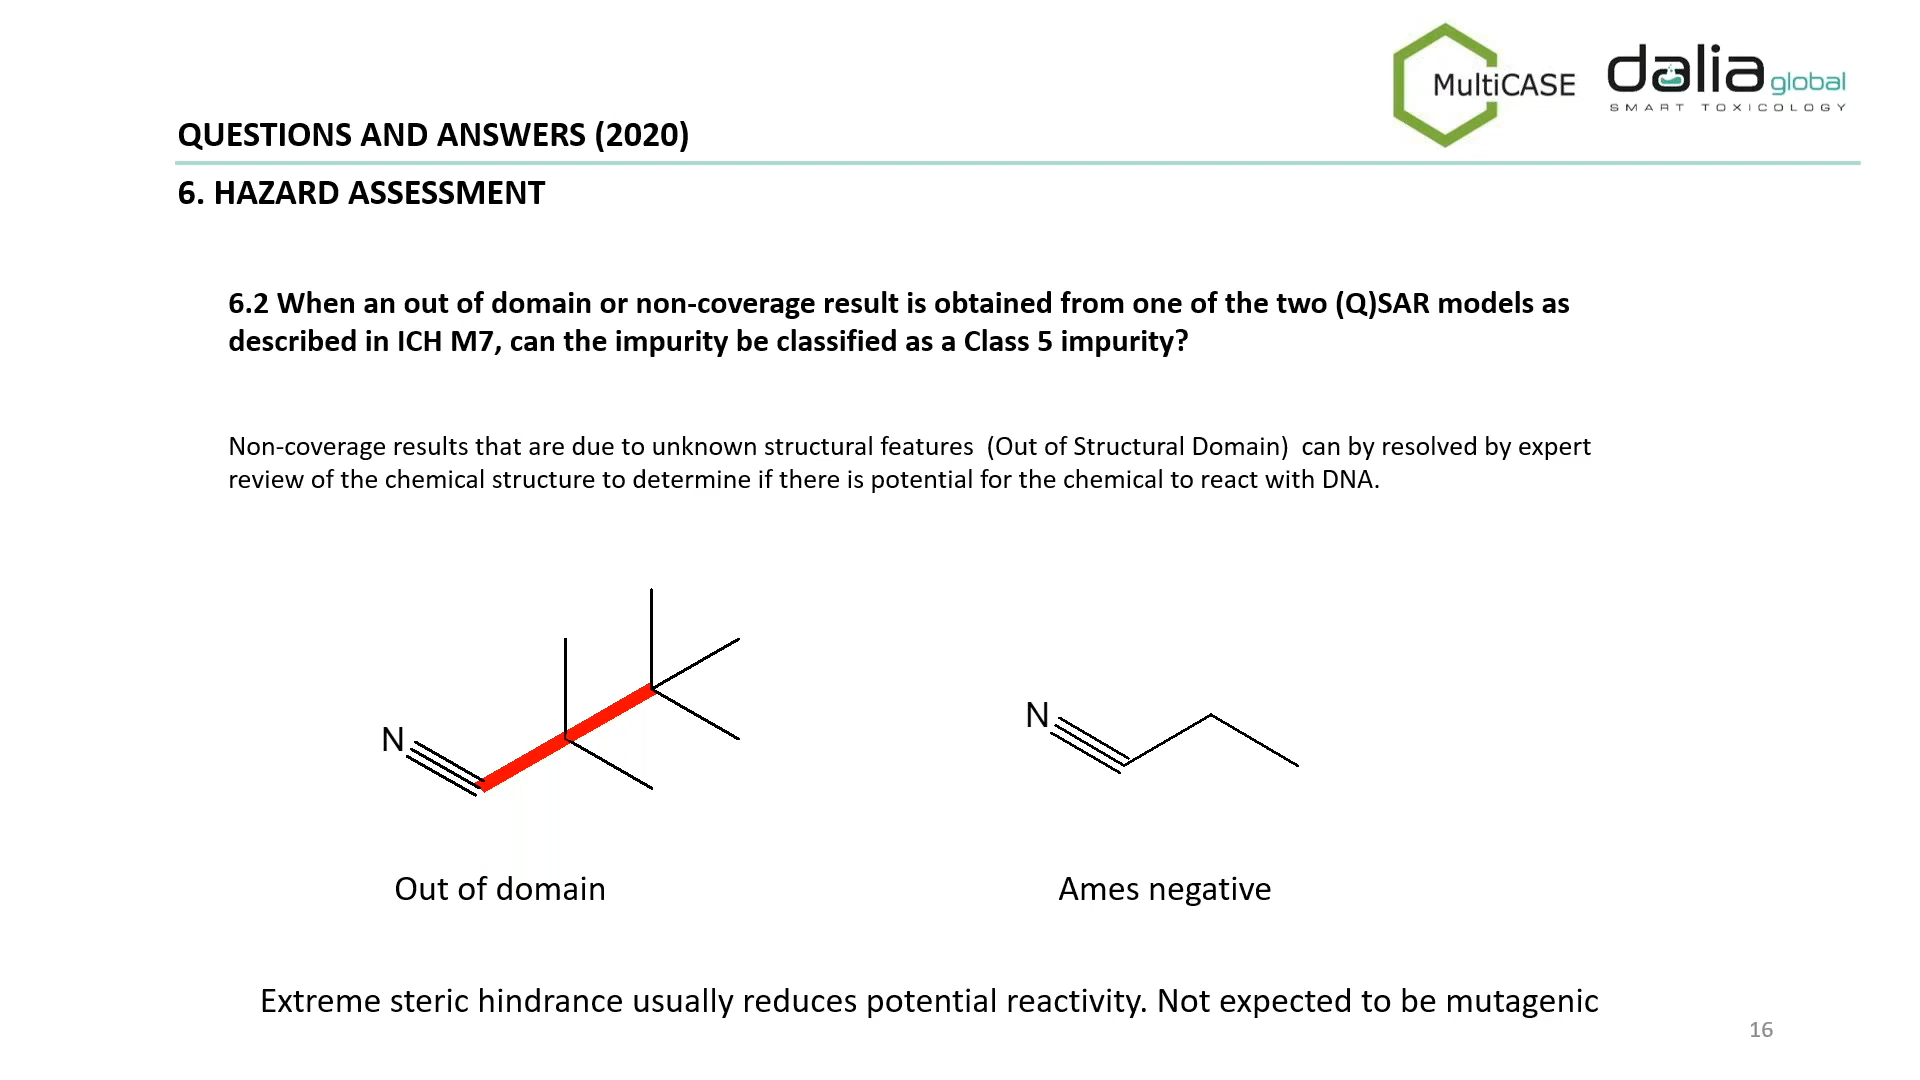 MultiCASE
dalia global
SMART TOXICOLOGY
QUESTIONS AND ANSWERS (2020)
6. HAZARD ASSESSMENT
6.2 When an out of domain or non-coverage result is obtained from one of the two (Q)SAR models as
described in ICH M7, can the impurity be classified as a Class 5 impurity?
Non-coverage results that are due to unknown structural features (Out of Structural Domain) can by resolved by expert
review of the chemical structure to determine if there is potential for the chemical to react with DNA.
N
N
Out of domain
Ames negative
Extreme steric hindrance usually reduces potential reactivity. Not expected to be mutagenic
16